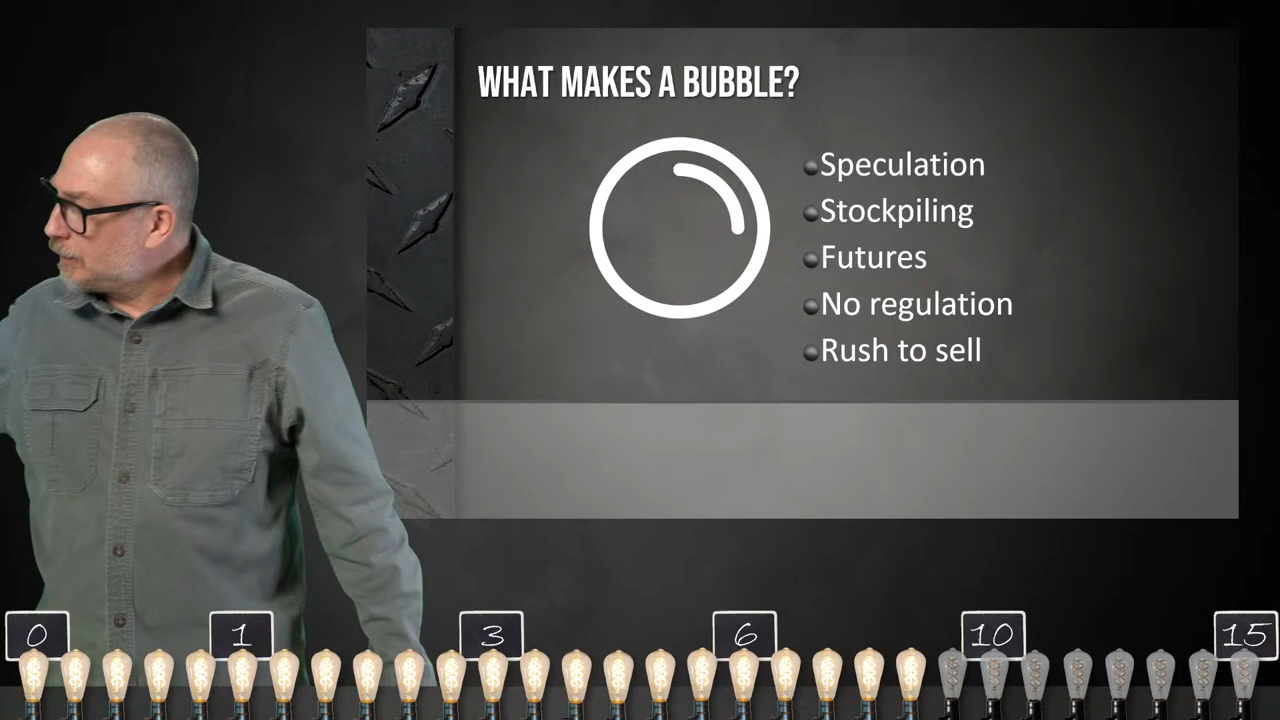 WHAT MAKES A BUBBLE?
Speculation
Stockpiling
Futures
No regulation
Rush to sell
0 1 3 6 10 15